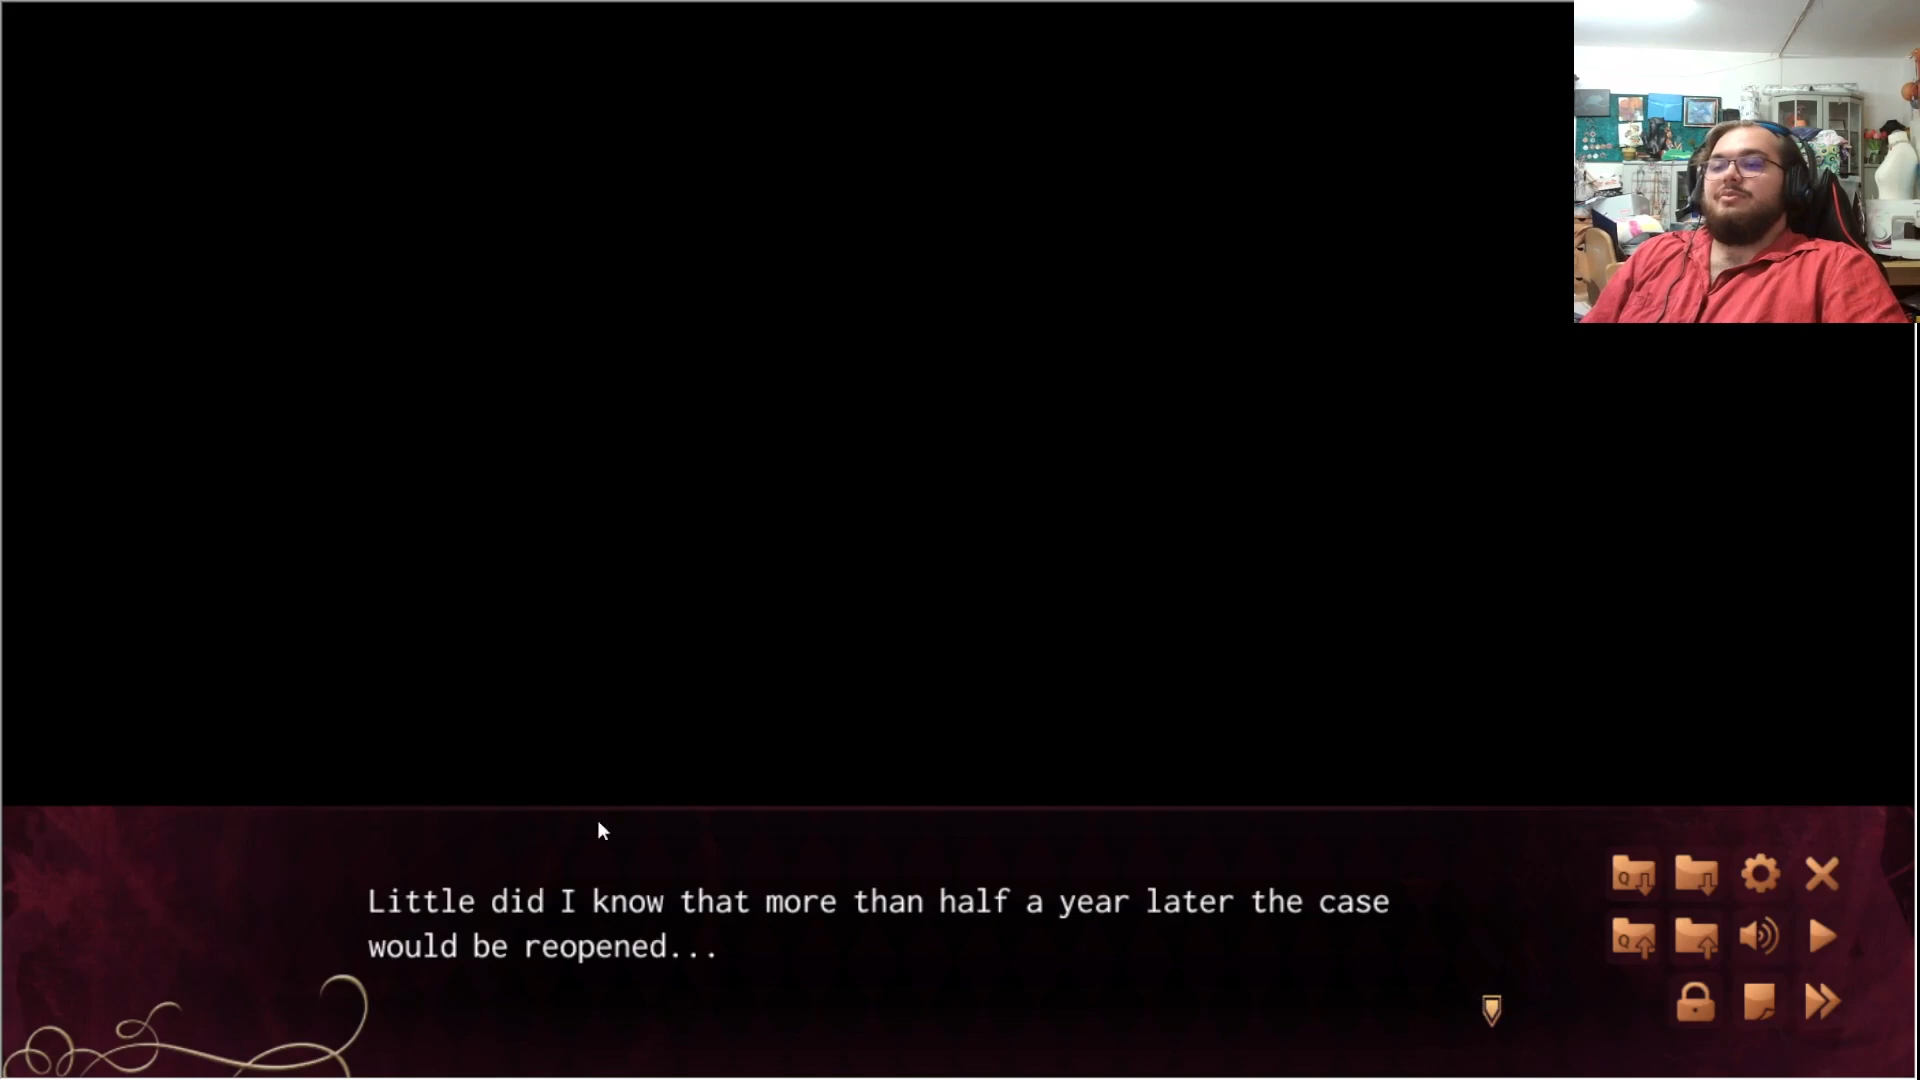 Little did I know that more than half a year later the case
would be reopened...
Q
Q